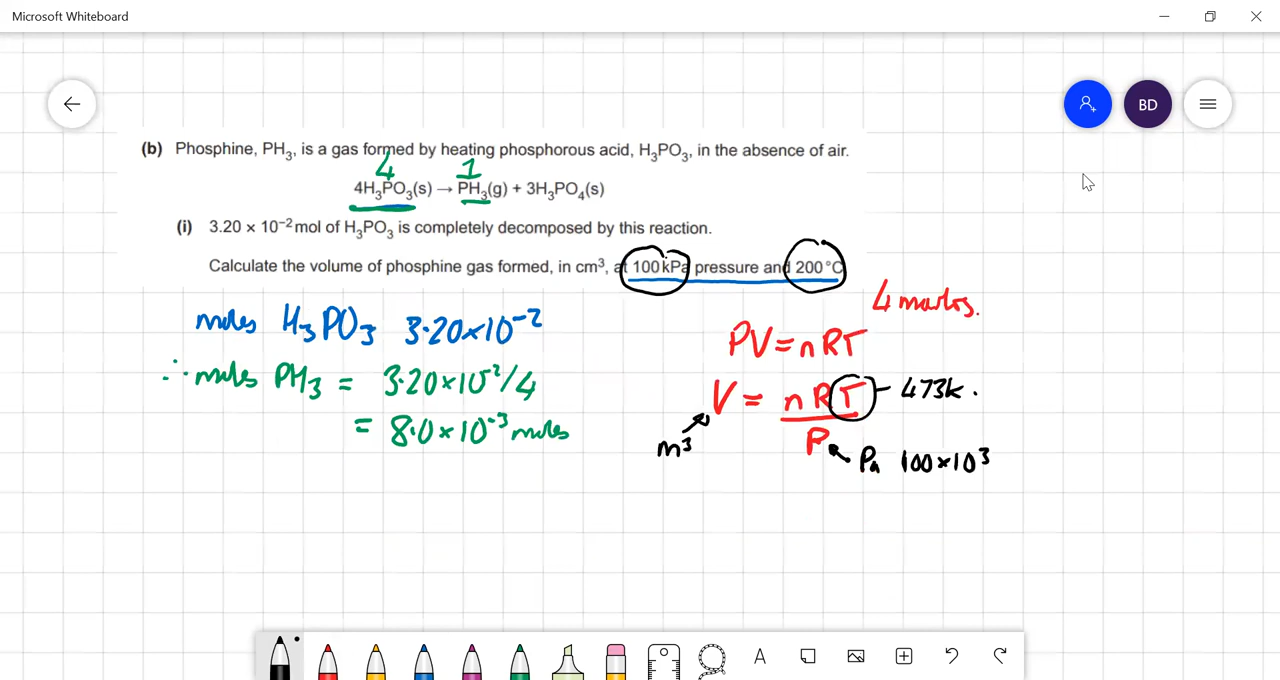 Microsoft Whiteboard
BD
(b) Phosphine, PH₃, is a gas formed by heating phosphorous acid, H₃PO₃, in the absence of air.
4 1
4H₃PO₃(s) → PH₃(g) + 3H₃PO₄(s)
(i) 3.20 × 10⁻² mol of H₃PO₃ is completely decomposed by this reaction.
Calculate the volume of phosphine gas formed, in cm³, at 100 kPa pressure and 200 °C
4 marks.
moles H₃PO₃ 3.20×10⁻²
PV = nRT
∴ moles PH₃ = 3.20×10⁻²/4
V = nRT – 473K.
P
= 8.0×10⁻³ moles
m³
Pa 100×10³
A